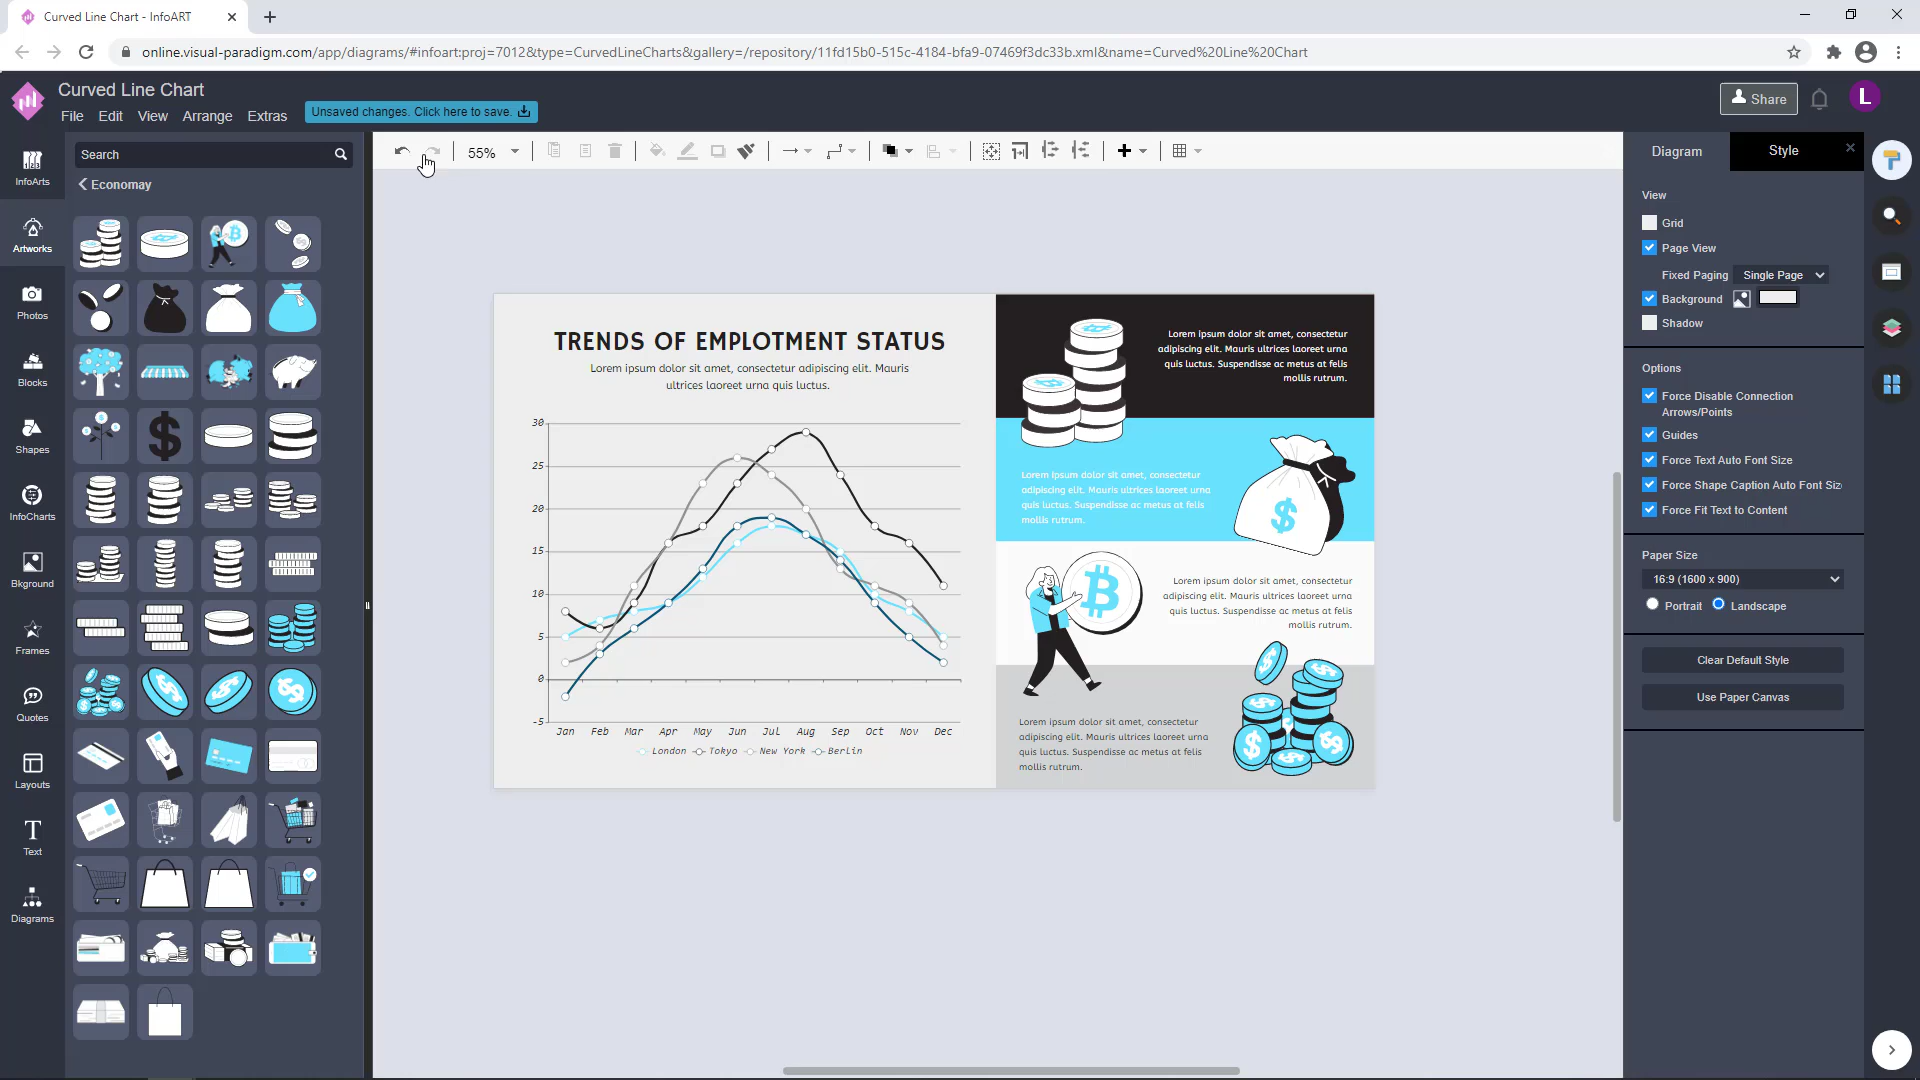 Curved Line Chart - InfoART
online.visual-paradigm.com/app/diagrams/#infoart:proj=7012&type=CurvedLineCharts&gallery=/repository/11fd15b0-515c-4184-bfa9-07469f3dc33b.xml&name=Curved%20Line%20Chart
Curved Line Chart
File Edit View Arrange Extras
Unsaved changes. Click here to save.
Share
L
InfoArts
Artworks
Photos
Blocks
Shapes
InfoCharts
Bkground
Frames
Quotes
Layouts
Text
Diagrams
Search
Economay
55%
TRENDS OF EMPLOTMENT STATUS
Lorem ipsum dolor sit amet, consectetur adipiscing elit. Mauris
ultrices laoreet urna quis luctus.
30
25
20
15
10
5
0
-5
Jan Feb Mar Apr May Jun Jul Aug Sep Oct Nov Dec
London Tokyo New York Berlin
Lorem ipsum dolor sit amet, consectetur
adipiscing elit. Mauris ultrices laoreet urna
quis luctus. Suspendisse ac metus at felis
mollis rutrum.
Lorem ipsum dolor sit amet, consectetur
adipiscing elit. Mauris ultrices laoreet urna
quis luctus. Suspendisse ac metus at felis
mollis rutrum.
Lorem ipsum dolor sit amet, consectetur
adipiscing elit. Mauris ultrices laoreet urna
quis luctus. Suspendisse ac metus at felis
mollis rutrum.
Lorem ipsum dolor sit amet, consectetur
adipiscing elit. Mauris ultrices laoreet urna
quis luctus. Suspendisse ac metus at felis
mollis rutrum.
Diagram Style
View
Grid
Page View
Fixed Paging Single Page
Background
Shadow
Options
Force Disable Connection
Arrows/Points
Guides
Force Text Auto Font Size
Force Shape Caption Auto Font Siz
Force Fit Text to Content
Paper Size
16:9 (1600 x 900)
Portrait Landscape
Clear Default Style
Use Paper Canvas